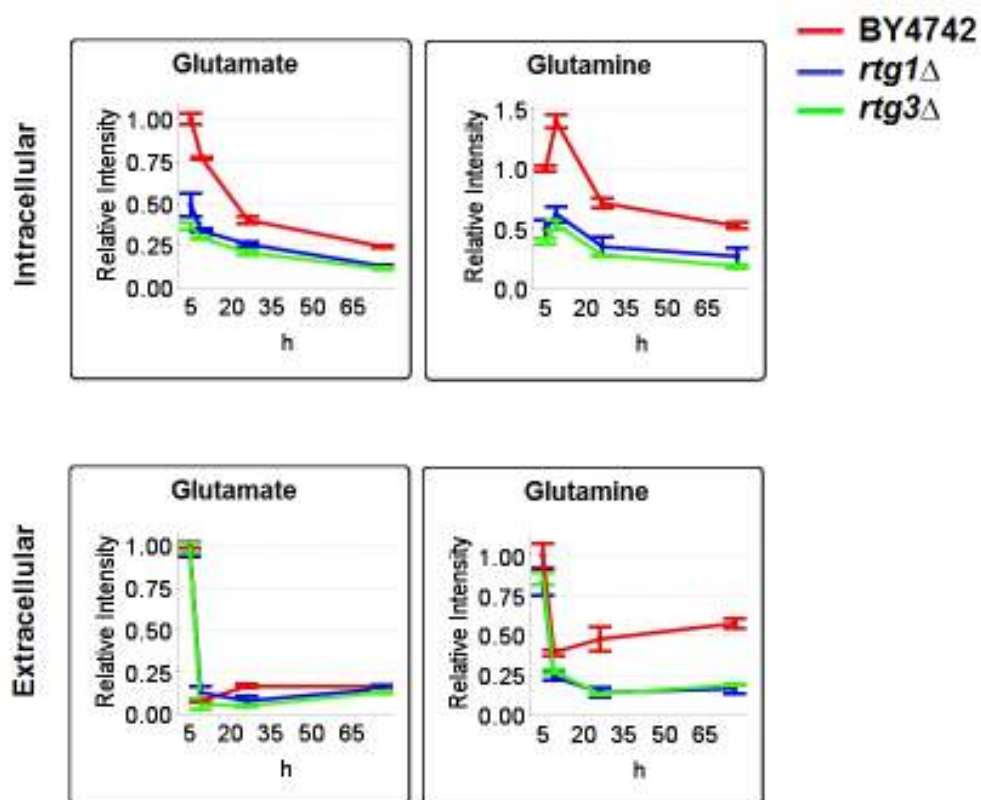 BY4742
rtg1Δ
rtg3Δ
Intracellular
Glutamate
Relative Intensity
1.00
0.75
0.50
0.25
0.00
5 20 35 50 65
h
Glutamine
Relative Intensity
1.5
1.0
0.5
0.0
5 20 35 50 65
h
Extracellular
Glutamate
Relative Intensity
1.00
0.75
0.50
0.25
0.00
5 20 35 50 65
h
Glutamine
Relative Intensity
1.00
0.75
0.50
0.25
0.00
5 20 35 50 65
h